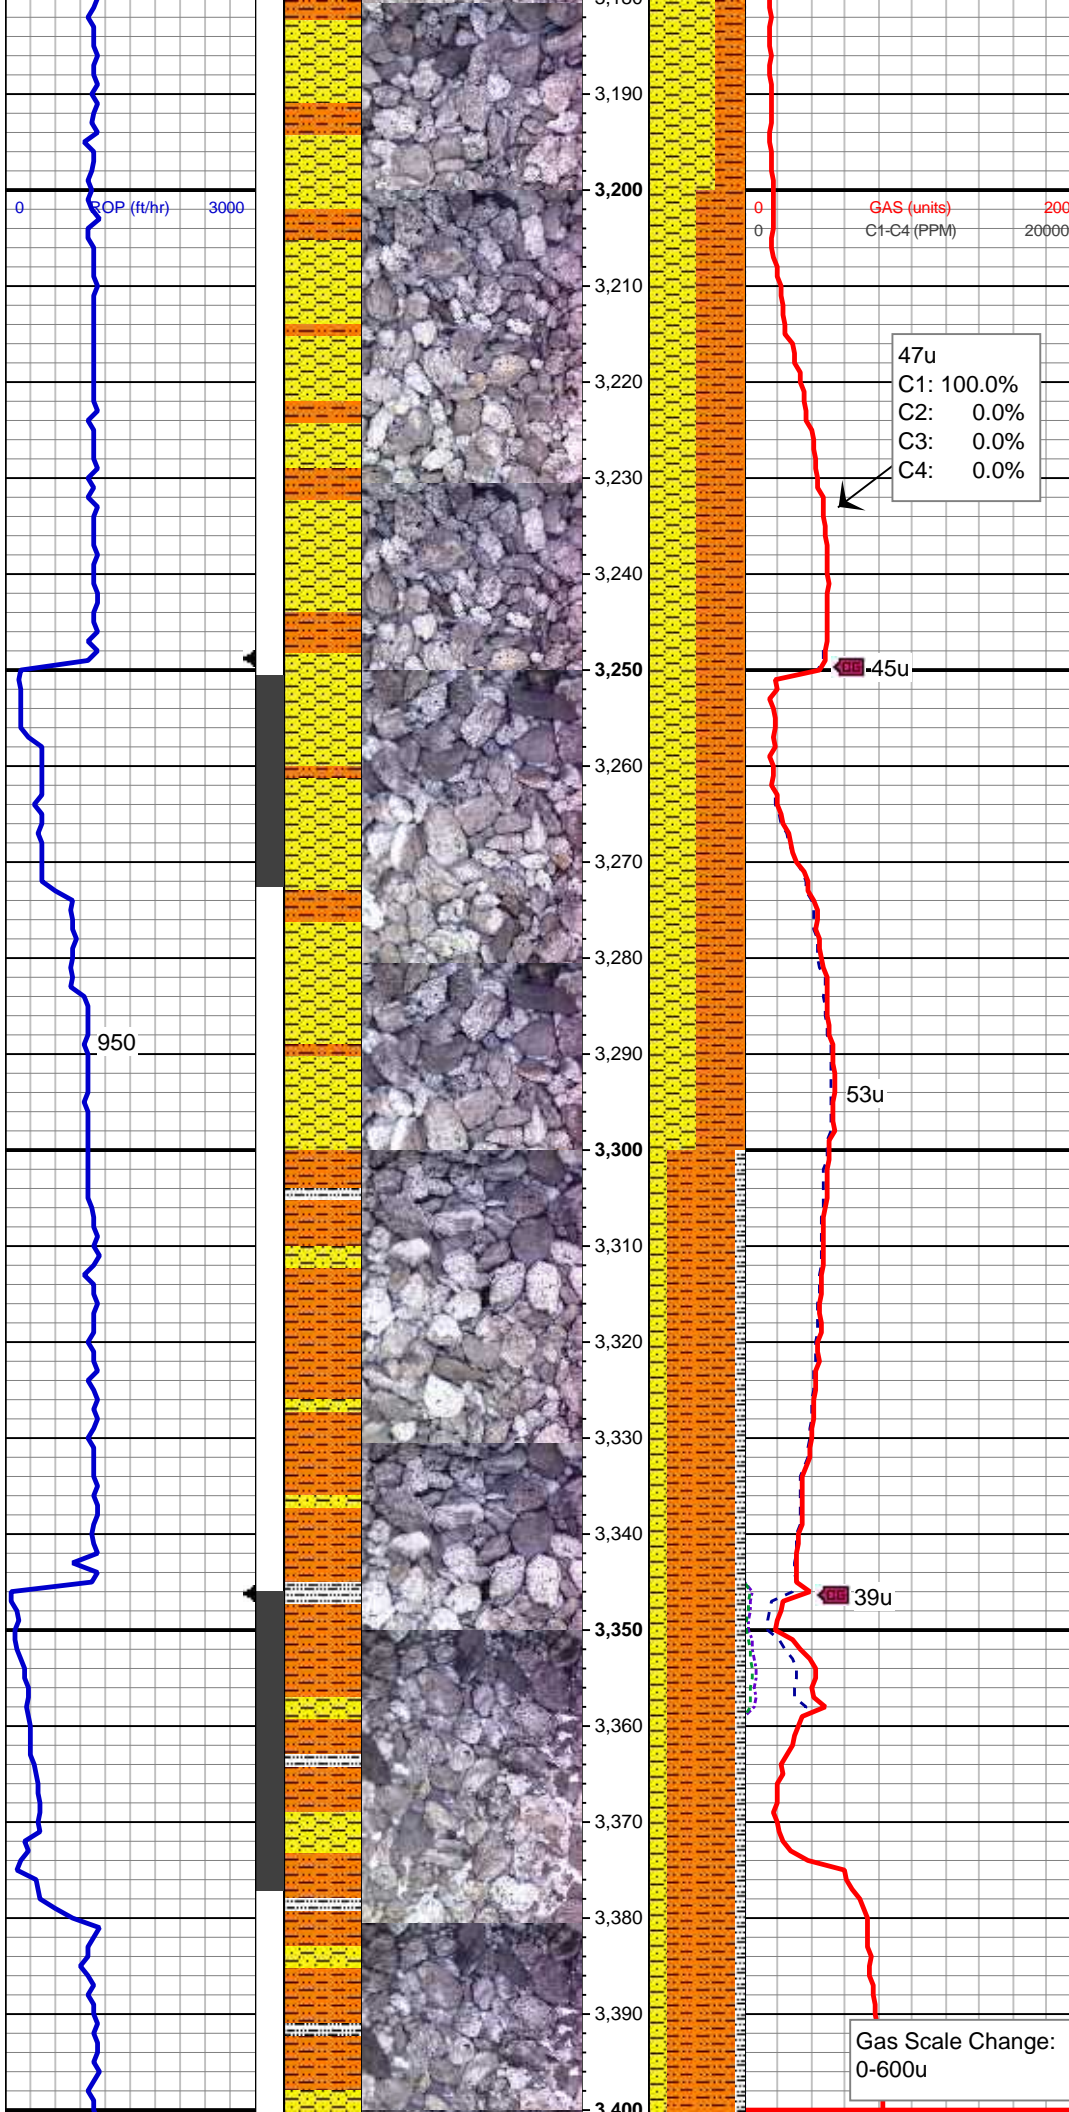 3,180
3,190
3,200
0 ROP (ft/hr) 3000
0 GAS (units) 200
0 C1-C4 (PPM) 20000
3,210
47u
C1: 100.0%
C2: 0.0%
C3: 0.0%
C4: 0.0%
3,220
3,230
3,240
3,250
CG 45u
3,260
3,270
3,280
950
3,290
53u
3,300
3,310
3,320
3,330
3,340
CG 39u
3,350
3,360
3,370
3,380
3,390
Gas Scale Change:
0-600u
3,400